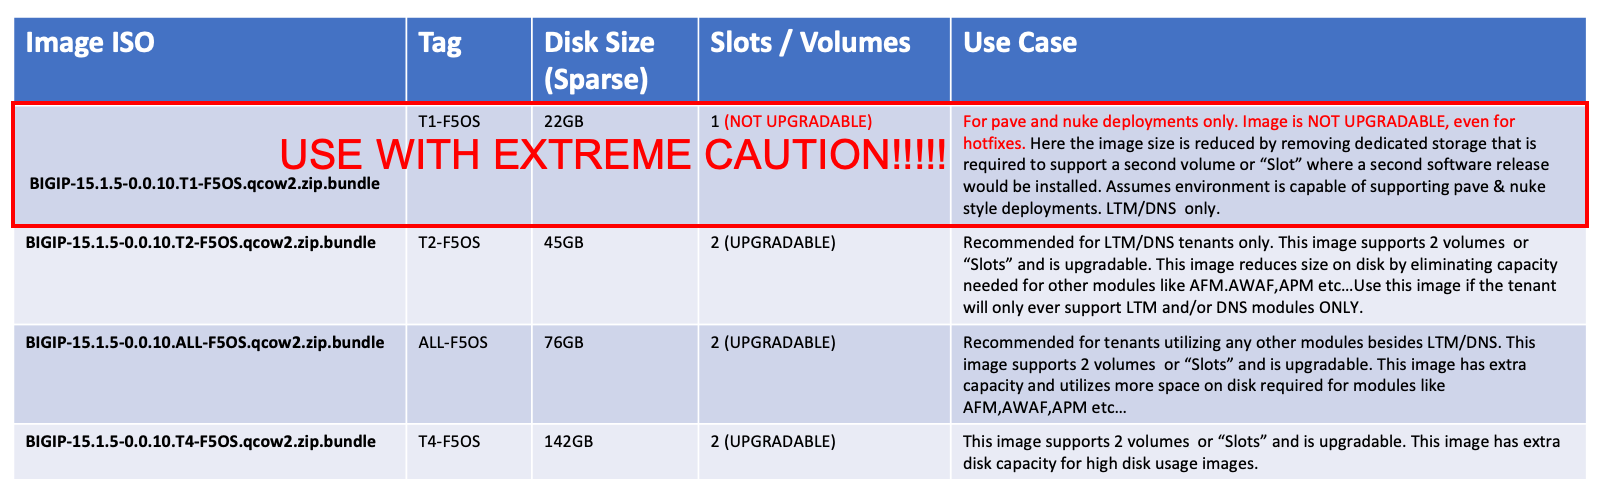 Image ISO
Tag
Disk Size
(Sparse)
Slots / Volumes
Use Case
BIGIP-15.1.5-0.0.10.T1-F5OS.qcow2.zip.bundle
T1-F5OS
22GB
1 (NOT UPGRADABLE)
For pave and nuke deployments only. Image is NOT UPGRADABLE, even for
hotfixes. Here the image size is reduced by removing dedicated storage that is
required to support a second volume or “Slot” where a second software release
would be installed. Assumes environment is capable of supporting pave & nuke
style deployments. LTM/DNS  only.
USE WITH EXTREME CAUTION!!!!!
BIGIP-15.1.5-0.0.10.T2-F5OS.qcow2.zip.bundle
T2-F5OS
45GB
2 (UPGRADABLE)
Recommended for LTM/DNS tenants only. This image supports 2 volumes  or
“Slots” and is upgradable. This image reduces size on disk by eliminating capacity
needed for other modules like AFM.AWAF,APM etc…Use this image if the tenant
will only ever support LTM and/or DNS modules ONLY.
BIGIP-15.1.5-0.0.10.ALL-F5OS.qcow2.zip.bundle
ALL-F5OS
76GB
2 (UPGRADABLE)
Recommended for tenants utilizing any other modules besides LTM/DNS. This
image supports 2 volumes  or “Slots” and is upgradable. This image has extra
capacity and utilizes more space on disk required for modules like
AFM,AWAF,APM etc…
BIGIP-15.1.5-0.0.10.T4-F5OS.qcow2.zip.bundle
T4-F5OS
142GB
2 (UPGRADABLE)
This image supports 2 volumes  or “Slots” and is upgradable. This image has extra
disk capacity for high disk usage images.